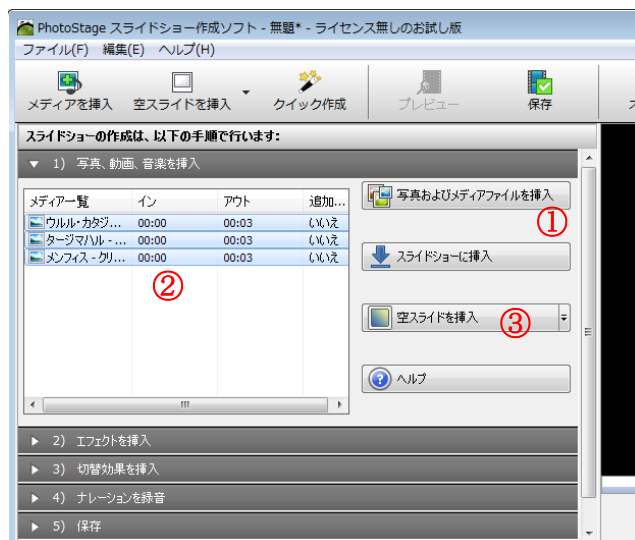 PhotoStage スライドショー作成ソフト - 無題* - ライセンス無しのお試し版
ファイル(F) 編集(E) ヘルプ(H)
メディアを挿入 空スライドを挿入 クイック作成 プレビュー 保存
スライドショーの作成は、以下の手順で行います:
▼ 1) 写真、動画、音楽を挿入
メディア一覧 イン アウト 追加...
ウルル・カタジ... 00:00 00:03 いいえ
タージマハル - ... 00:00 00:03 いいえ
メンフィス - クリ... 00:00 00:03 いいえ
②
写真およびメディアファイルを挿入
①
スライドショーに挿入
空スライドを挿入 ③
ヘルプ
▶ 2) エフェクトを挿入
▶ 3) 切替効果を挿入
▶ 4) ナレーションを録音
▶ 5) 保存